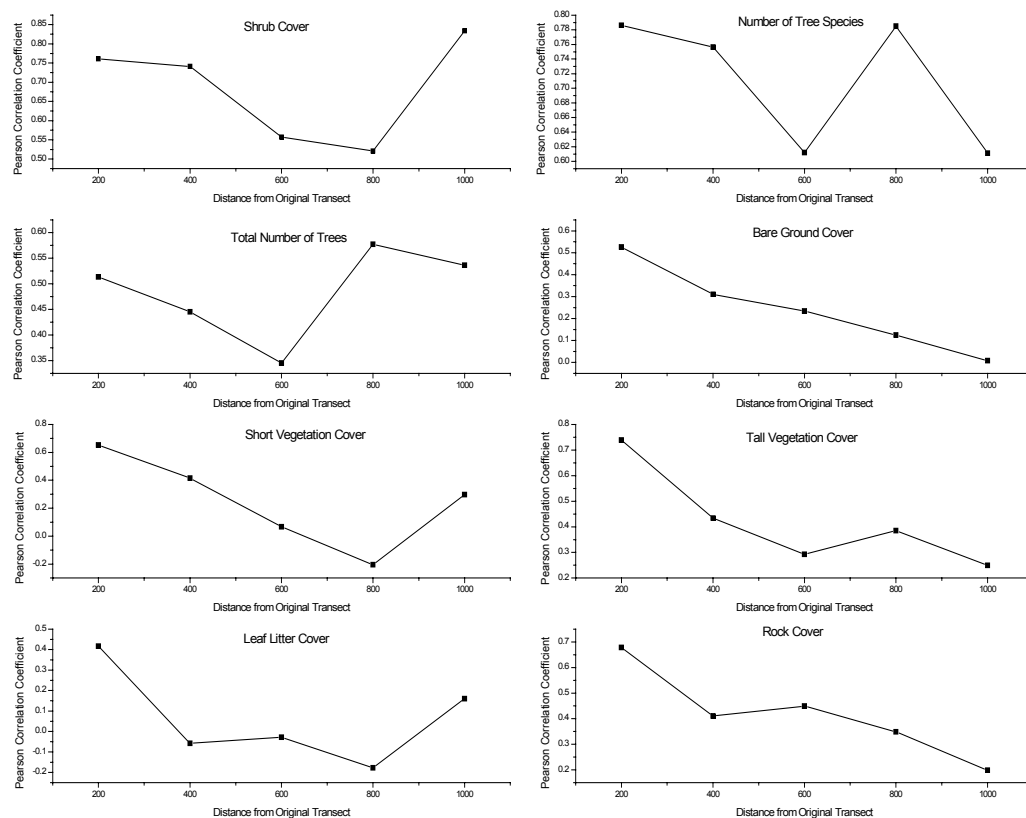 Shrub Cover
Pearson Correlation Coefficient
0.85
0.80
0.75
0.70
0.65
0.60
0.55
0.50
200 400 600 800 1000
Distance from Original Transect
Number of Tree Species
Pearson Correlation Coefficient
0.80
0.78
0.76
0.74
0.72
0.70
0.68
0.66
0.64
0.62
0.60
200 400 600 800 1000
Distance from Original Transect
Total Number of Trees
Pearson Correlation Coefficient
0.60
0.55
0.50
0.45
0.40
0.35
200 400 600 800 1000
Distance from Original Transect
Bare Ground Cover
Pearson Correlation Coefficient
0.6
0.5
0.4
0.3
0.2
0.1
0.0
200 400 600 800 1000
Distance from Original Transect
Short Vegetation Cover
Pearson Correlation Coefficient
0.8
0.6
0.4
0.2
0.0
-0.2
200 400 600 800 1000
Distance from Original Transect
Tall Vegetation Cover
Pearson Correlation Coefficient
0.8
0.7
0.6
0.5
0.4
0.3
0.2
200 400 600 800 1000
Distance from Original Transect
Leaf Litter Cover
Pearson Correlation Coefficient
0.5
0.4
0.3
0.2
0.1
0.0
-0.1
-0.2
200 400 600 800 1000
Distance from Original Transect
Rock Cover
Pearson Correlation Coefficient
0.7
0.6
0.5
0.4
0.3
0.2
200 400 600 800 1000
Distance from Original Transect